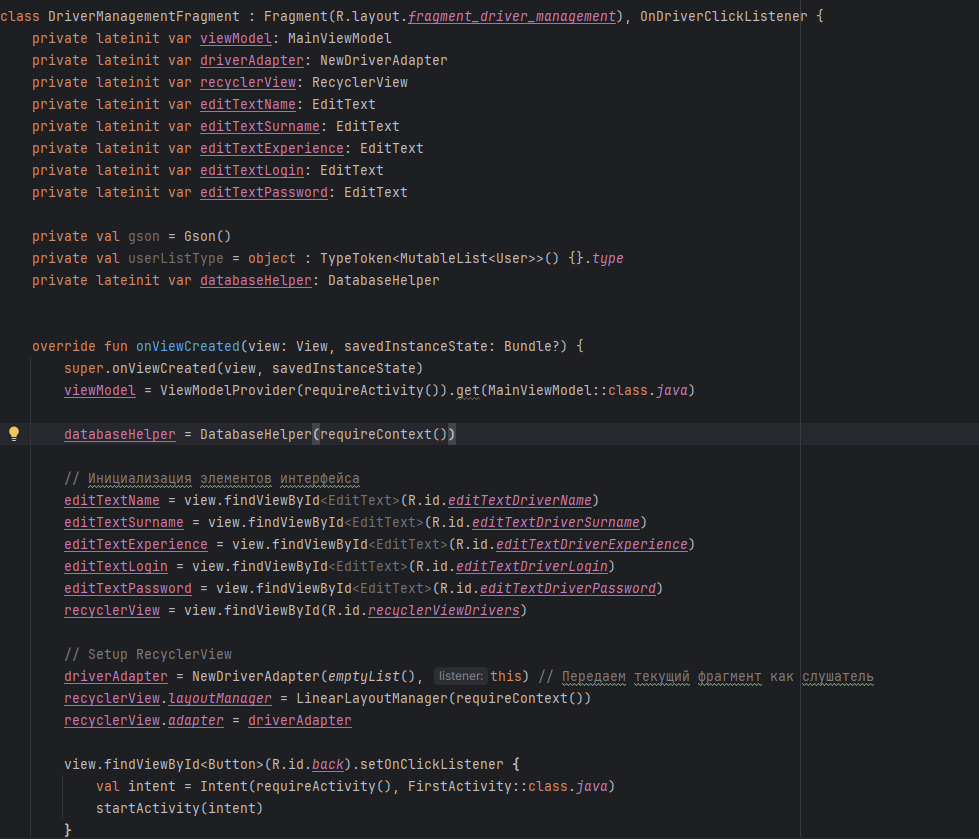 class DriverManagementFragment : Fragment(R.layout.fragment_driver_management), OnDriverClickListener {
private lateinit var viewModel: MainViewModel
private lateinit var driverAdapter: NewDriverAdapter
private lateinit var recyclerView: RecyclerView
private lateinit var editTextName: EditText
private lateinit var editTextSurname: EditText
private lateinit var editTextExperience: EditText
private lateinit var editTextLogin: EditText
private lateinit var editTextPassword: EditText
private val gson = Gson()
private val userListType = object : TypeToken<MutableList<User>>() {}.type
private lateinit var databaseHelper: DatabaseHelper
override fun onViewCreated(view: View, savedInstanceState: Bundle?) {
super.onViewCreated(view, savedInstanceState)
viewModel = ViewModelProvider(requireActivity()).get(MainViewModel::class.java)
databaseHelper = DatabaseHelper(requireContext())
// Инициализация элементов интерфейса
editTextName = view.findViewById<EditText>(R.id.editTextDriverName)
editTextSurname = view.findViewById<EditText>(R.id.editTextDriverSurname)
editTextExperience = view.findViewById<EditText>(R.id.editTextDriverExperience)
editTextLogin = view.findViewById<EditText>(R.id.editTextDriverLogin)
editTextPassword = view.findViewById<EditText>(R.id.editTextDriverPassword)
recyclerView = view.findViewById(R.id.recyclerViewDrivers)
// Setup RecyclerView
driverAdapter = NewDriverAdapter(emptyList(), listener: this) // Передаем текущий фрагмент как слушатель
recyclerView.layoutManager = LinearLayoutManager(requireContext())
recyclerView.adapter = driverAdapter
view.findViewById<Button>(R.id.back).setOnClickListener {
val intent = Intent(requireActivity(), FirstActivity::class.java)
startActivity(intent)
}